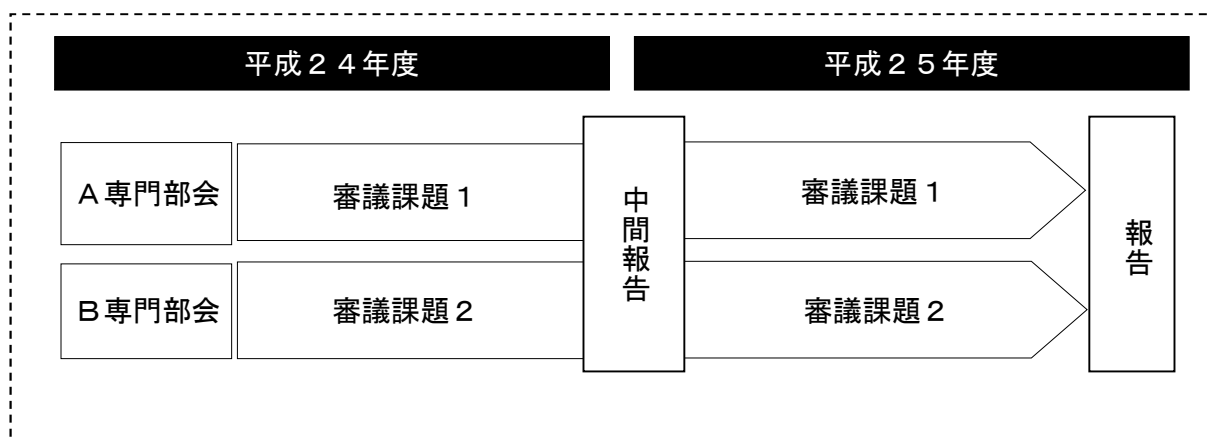 平成２４年度
平成２５年度
Ａ専門部会
審議課題１
中間報告
審議課題１
報告
Ｂ専門部会
審議課題２
審議課題２